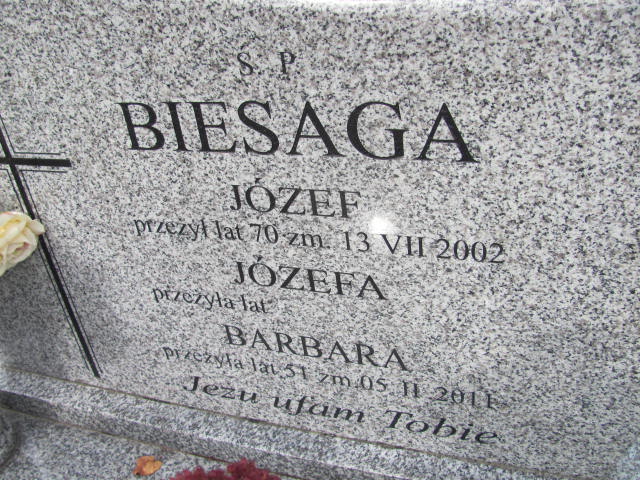 Ś. P.
BIESAGA
JÓZEF
przeżył lat 70 zm. 13 VII 2002
JÓZEFA
przeżyła lat
BARBARA
przeżyła lat 51 zm. 05 II 2011
Jezu ufam Tobie